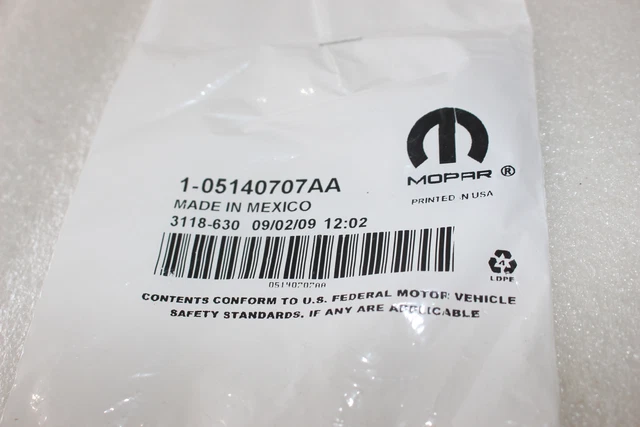 MOPAR ®
PRINTED IN USA
1-05140707AA
MADE IN MEXICO
3118-630 09/02/09 12:02
05140707AA
4
LDPE
CONTENTS CONFORM TO U.S. FEDERAL MOTOR VEHICLE
SAFETY STANDARDS. IF ANY ARE APPLICABLE